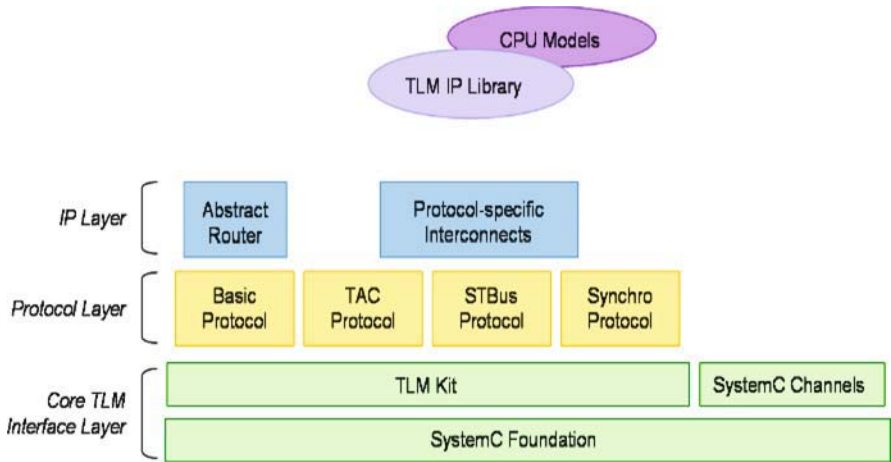 CPU Models
TLM IP Library
IP Layer
Abstract
Router
Protocol-specific
Interconnects
Protocol Layer
Basic
Protocol
TAC
Protocol
STBus
Protocol
Synchro
Protocol
Core TLM
Interface Layer
TLM Kit
SystemC Channels
SystemC Foundation